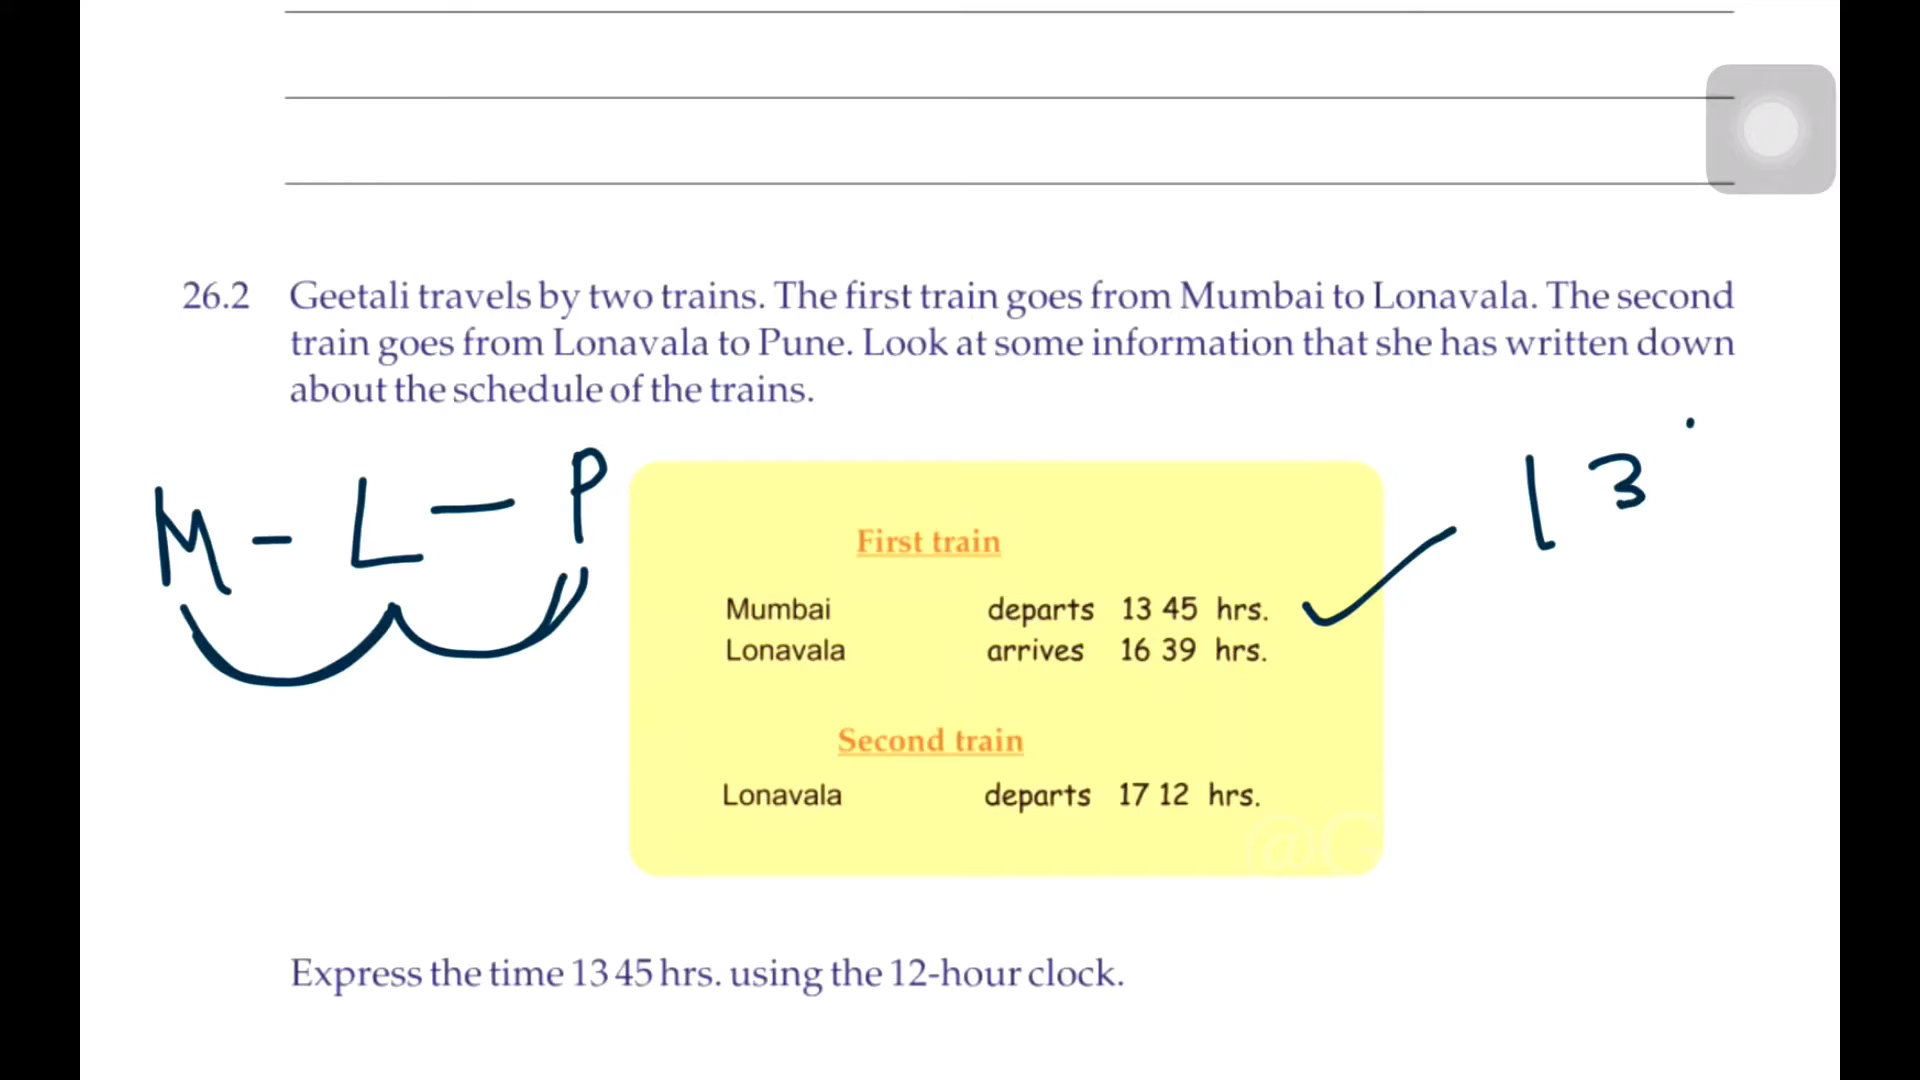 26.2 Geetali travels by two trains. The first train goes from Mumbai to Lonavala. The second
train goes from Lonavala to Pune. Look at some information that she has written down
about the schedule of the trains.
M - L - P
13
First train
Mumbai departs 13 45 hrs.
Lonavala arrives 16 39 hrs.
Second train
Lonavala departs 17 12 hrs.
@G
Express the time 13 45 hrs. using the 12-hour clock.